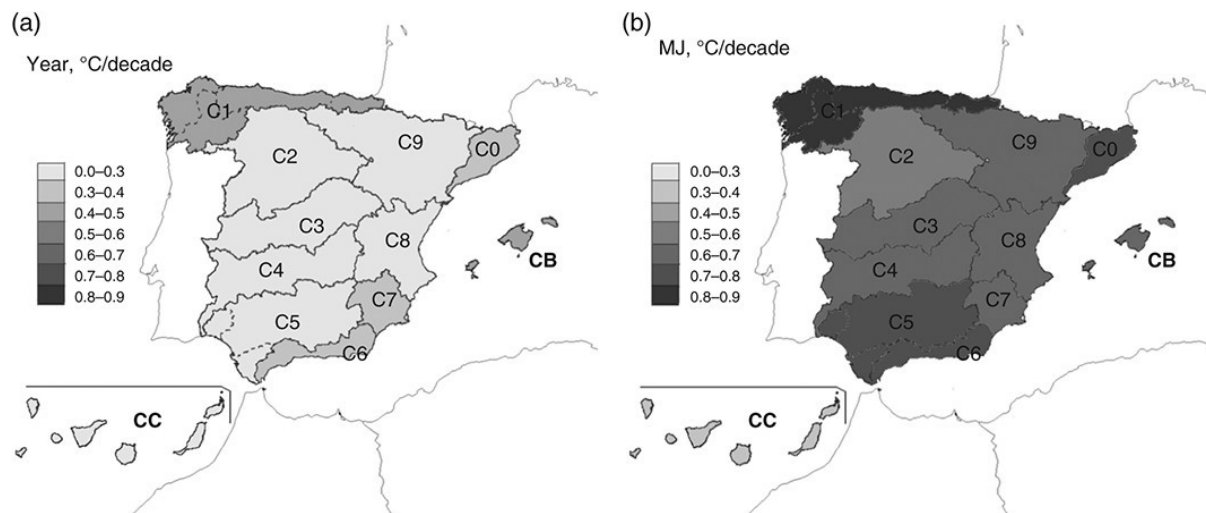 (a)
Year, °C/decade
0.0–0.3
0.3–0.4
0.4–0.5
0.5–0.6
0.6–0.7
0.7–0.8
0.8–0.9
C1
C2
C9
C0
C3
C8
CB
C4
C7
C5
C6
CC
(b)
MJ, °C/decade
0.0–0.3
0.3–0.4
0.4–0.5
0.5–0.6
0.6–0.7
0.7–0.8
0.8–0.9
C1
C2
C9
C0
C3
C8
CB
C4
C7
C5
C6
CC